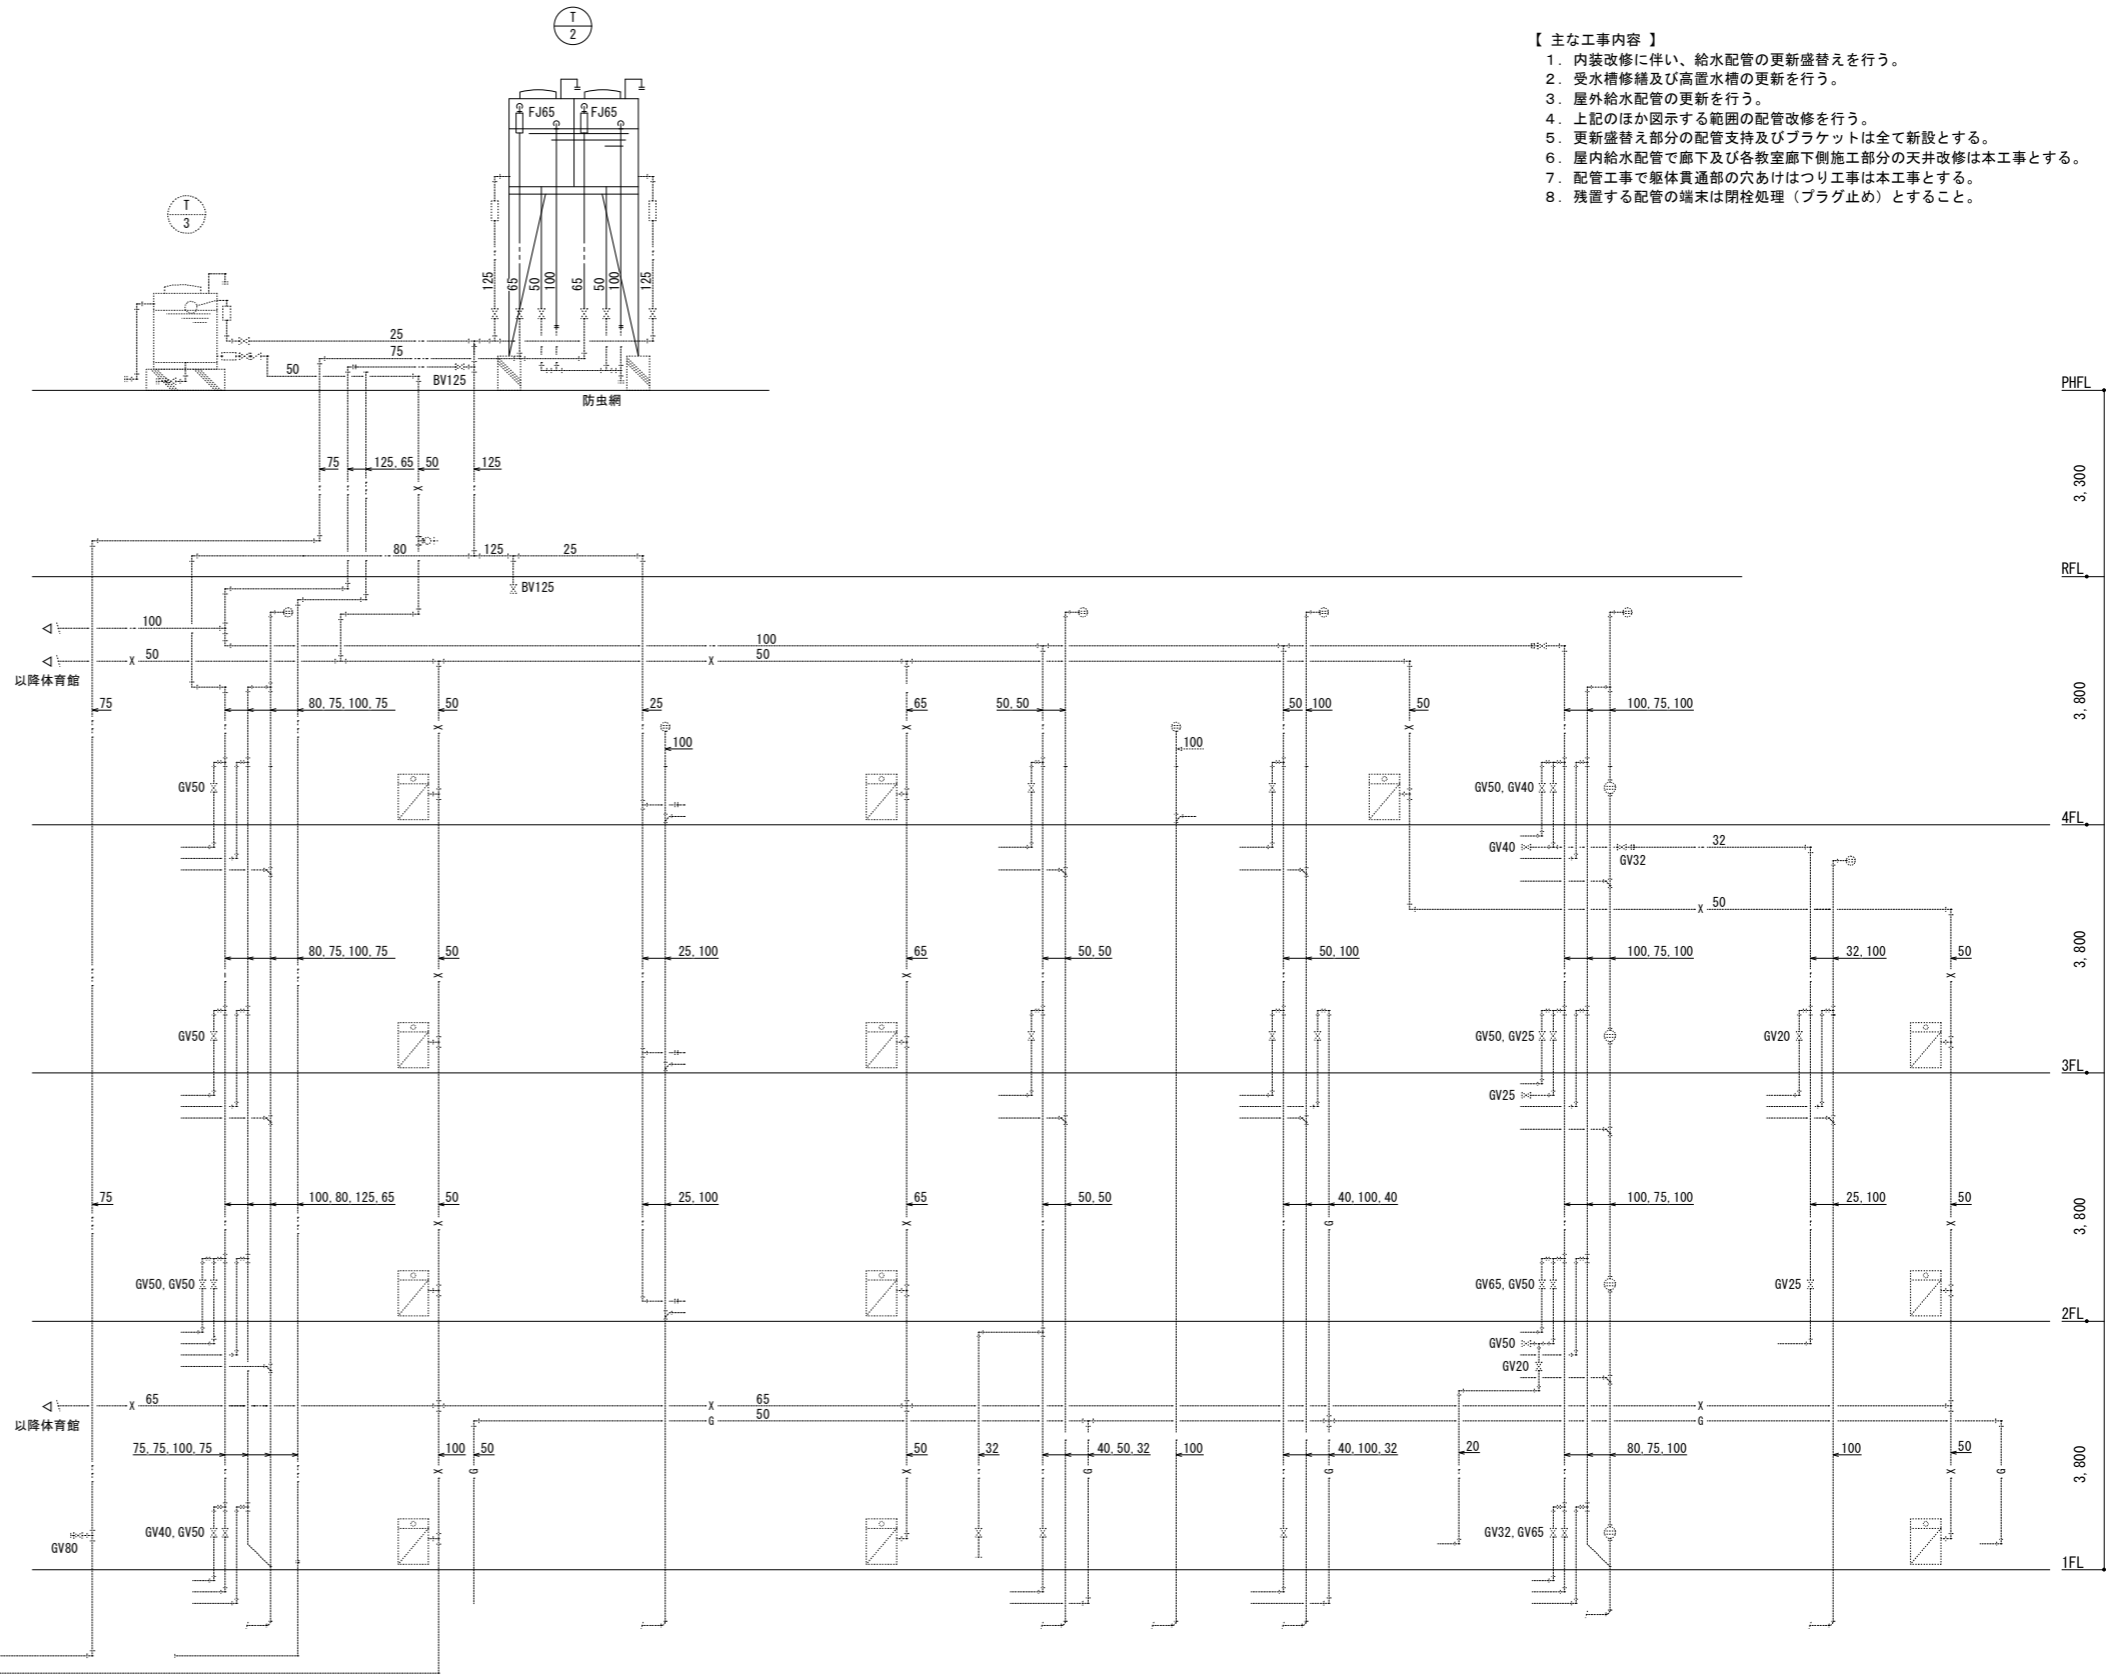 T
2
【 主な工事内容 】
1. 内装改修に伴い、給水配管の更新盛替えを行う。
2. 受水槽修繕及び高置水槽の更新を行う。
3. 屋外給水配管の更新を行う。
4. 上記のほか図示する範囲の配管改修を行う。
5. 更新盛替え部分の配管支持及びブラケットは全て新設とする。
6. 屋内給水配管で廊下及び各教室廊下側施工部分の天井改修は本工事とする。
7. 配管工事で躯体貫通部の穴あけはつり工事は本工事とする。
8. 残置する配管の端末は閉栓処理（プラグ止め）とすること。
FJ65 FJ65
T
3
125 65 50 100 65 50 100 125
25
75
50
BV125
防虫網
PHFL
75 125,65 50 125
X
3,300
80 125 25
BV125
RFL
100
100
X 50 X 50
以降体育館
75 80,75,100,75 50 25 65 50,50 50 100 50 100,75,100
3,800
X X X
100 100
GV50 GV50,GV40
4FL
GV40 GV32 32
X 50
80,75,100,75 50 25,100 65 50,50 50,100 100,75,100 32,100 50
3,800
X X X
GV50 GV50,GV25 GV20
3FL
GV25
75 100,80,125,65 50 25,100 65 50,50 40,100,40 100,75,100 25,100 50
3,800
X X G X
GV50,GV50 GV65,GV50 GV25
2FL
GV50
GV20
X 65 X 65 X
G 50 G
以降体育館
75,75,100,75 100 50 50 32 40,50,32 100 40,100,32 20 80,75,100 100 50
3,800
X G X G G X G
GV80 GV40,GV50 GV32,GV65
1FL